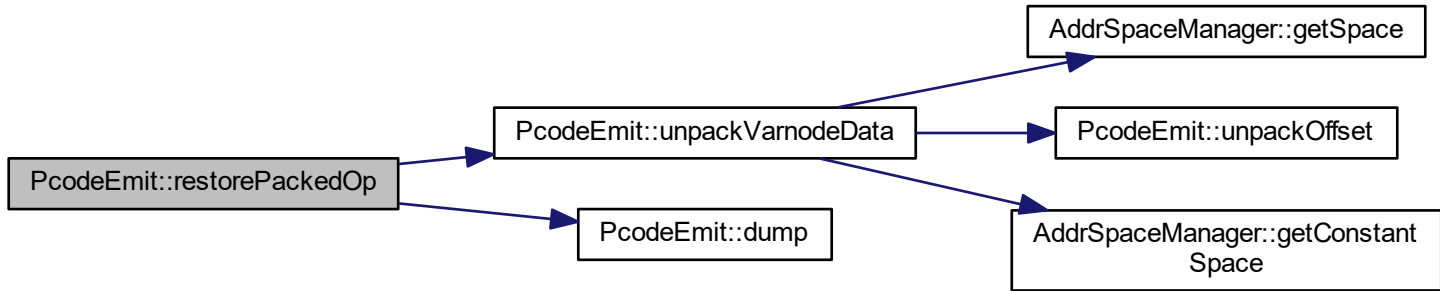 AddrSpaceManager::getSpace
PcodeEmit::unpackVarnodeData
PcodeEmit::unpackOffset
PcodeEmit::restorePackedOp
PcodeEmit::dump
AddrSpaceManager::getConstant
Space